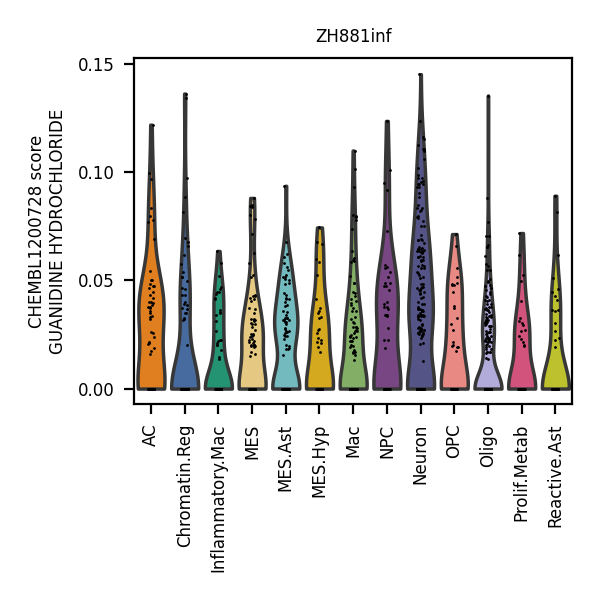 ZH881inf
CHEMBL1200728 score
GUANIDINE HYDROCHLORIDE
0.15
0.10
0.05
0.00
AC
Chromatin.Reg
Inflammatory.Mac
MES
MES.Ast
MES.Hyp
Mac
NPC
Neuron
OPC
Oligo
Prolif.Metab
Reactive.Ast